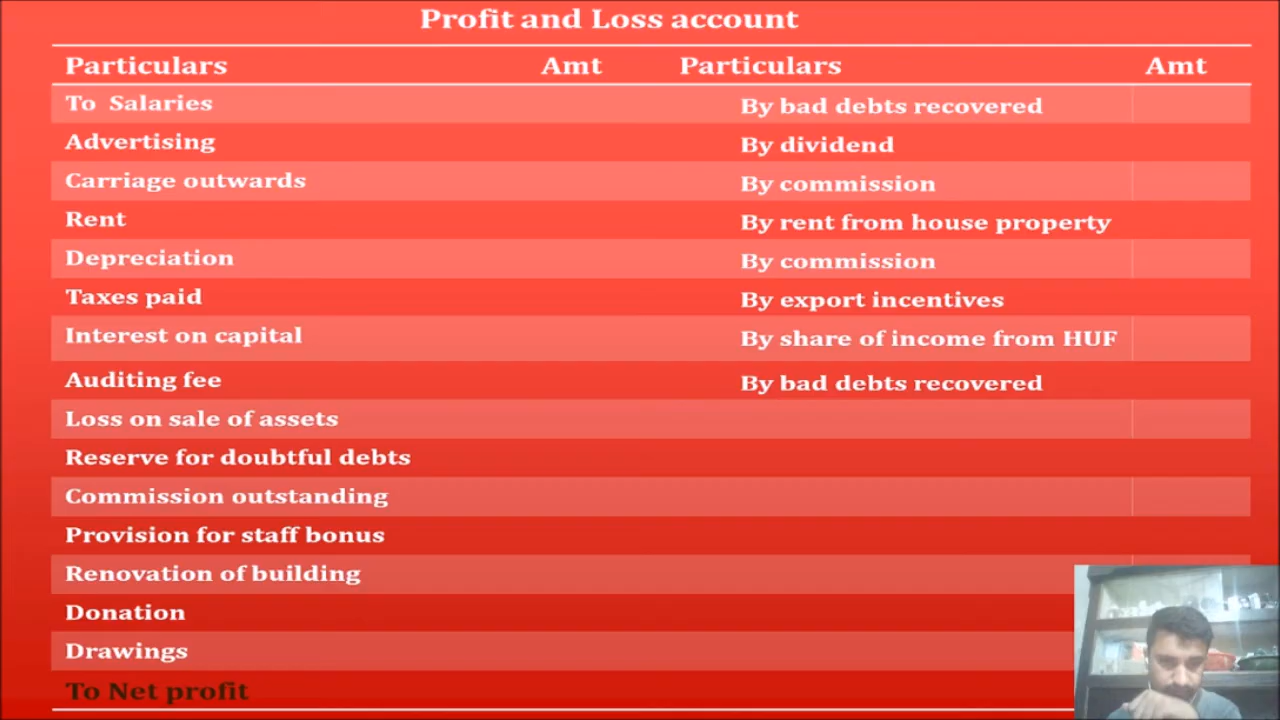 Profit and Loss account
Particulars Amt Particulars Amt
To Salaries By bad debts recovered
Advertising By dividend
Carriage outwards By commission
Rent By rent from house property
Depreciation By commission
Taxes paid By export incentives
Interest on capital By share of income from HUF
Auditing fee By bad debts recovered
Loss on sale of assets
Reserve for doubtful debts
Commission outstanding
Provision for staff bonus
Renovation of building
Donation
Drawings
To Net profit